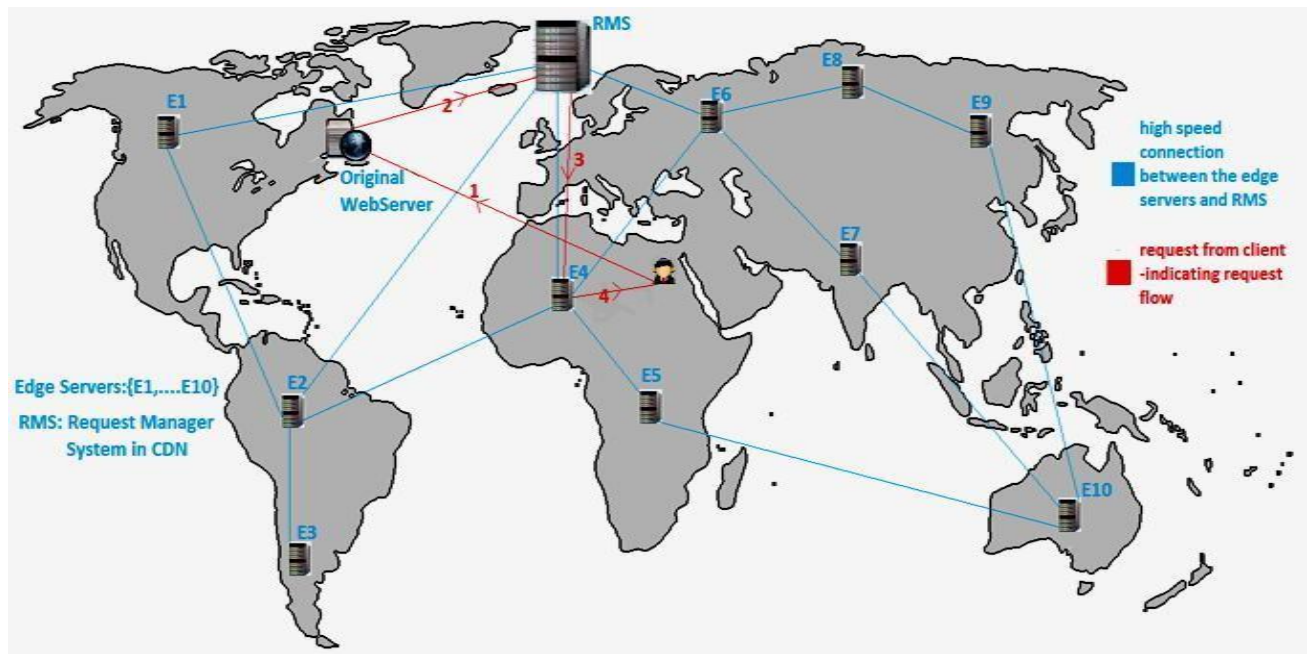 RMS
E1
E8
E6
E9
2
high speed
connection
between the edge
servers and RMS
3
Original
WebServer
1
E7
request from client
-indicating request
flow
E4
4
Edge Servers:{E1,....E10}
E2
E5
RMS: Request Manager
System in CDN
E10
E3